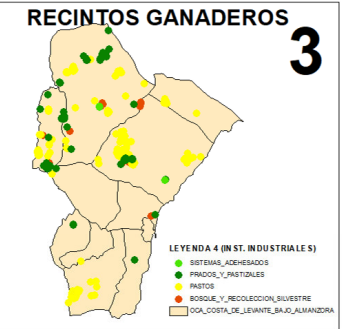 RECINTOS GANADEROS
3
LEYENDA 4 (INST. INDUSTRIALES)
SISTEMAS_ADEHESADOS
PRADOS_Y_PASTIZALES
PASTOS
BOSQUE_Y_RECOLECCION_SILVESTRE
OCA_COSTA_DE_LEVANTE_BAJO_ALMANZORA